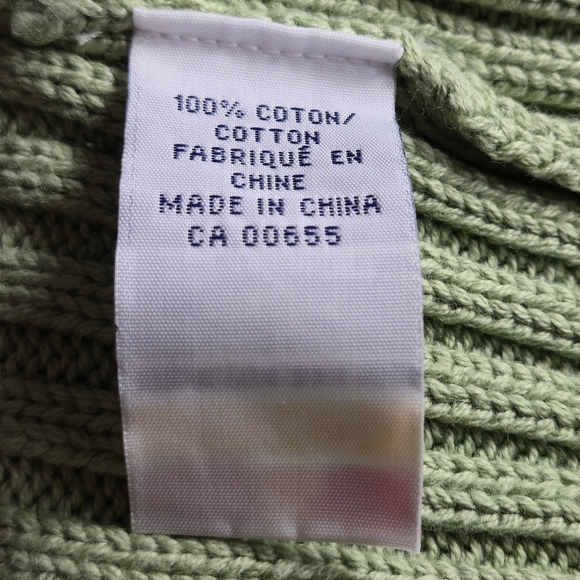 100% COTON/
COTTON
FABRIQUÉ EN
CHINE
MADE IN CHINA
CA 00655